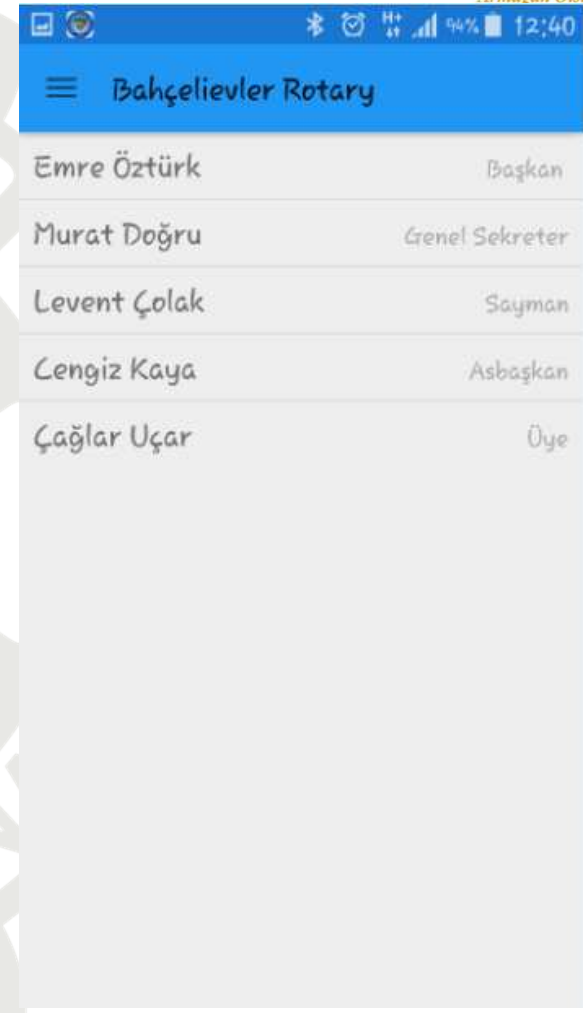 H+ 94% 12:40
Bahçelievler Rotary
Emre Öztürk Başkan
Murat Doğru Genel Sekreter
Levent Çolak Sayman
Cengiz Kaya Asbaşkan
Çağlar Uçar Üye